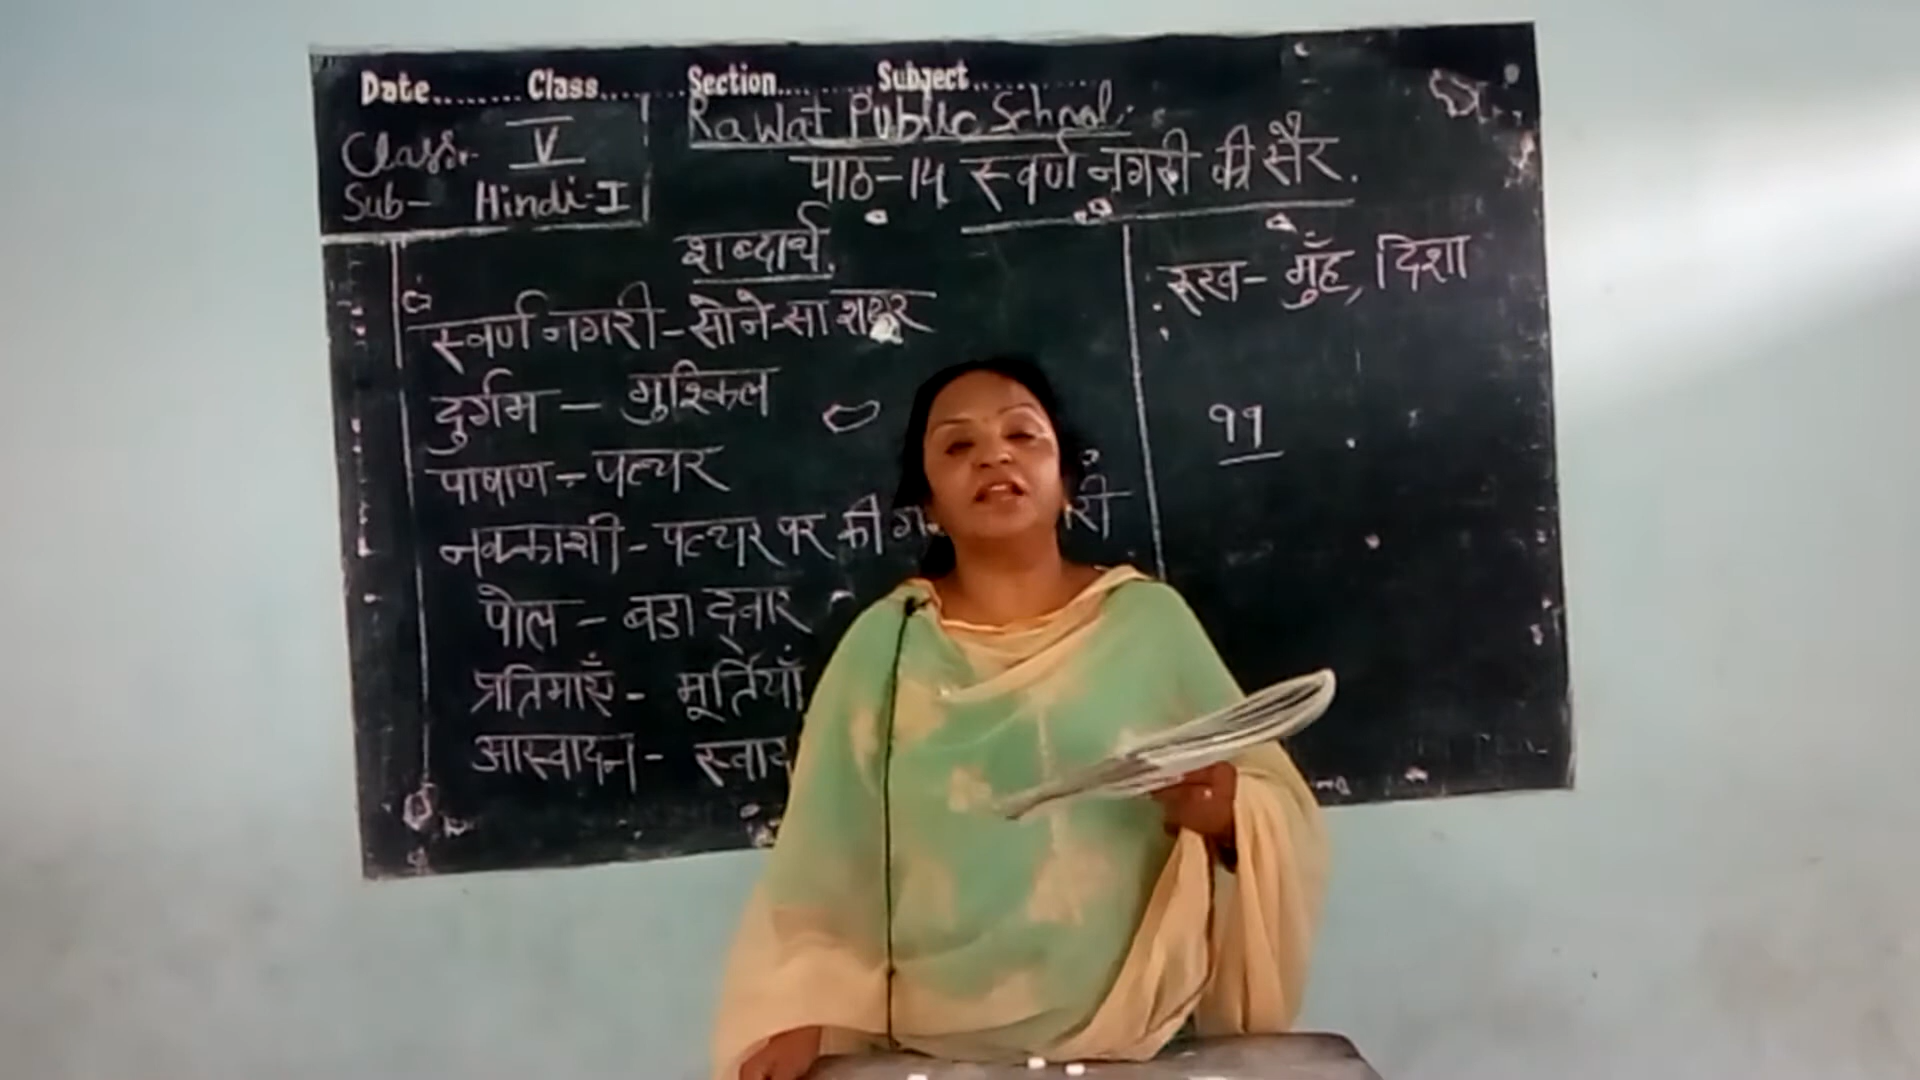 Date........ Class....... Section.......... Subject...............
Rawat Public School.
Class:- V
Sub- Hindi-I
पाठ-14 स्वर्ण नगरी की सैर.
शब्दार्थ.
स्वर्ण नगरी - सोने-सा शहर
दुर्गम - मुश्किल
पाषाण - पत्थर
नक्काशी - पत्थर पर की
पोल - बडा द्वार
प्रतिमाएँ - मूर्तियाँ
आस्वादन -
रुख - मुँह, दिशा
११